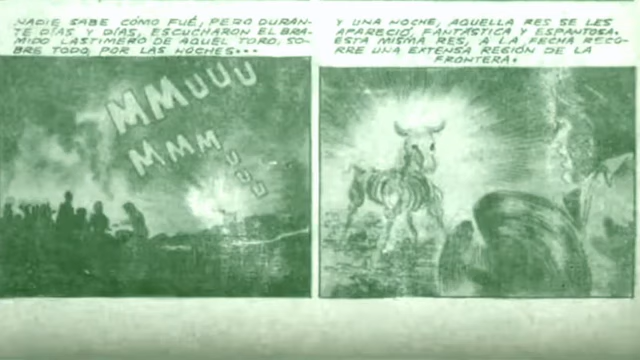 NADIE SABE CÓMO FUÉ, PERO DURAN-
TE DÍAS Y DÍAS, ESCUCHARON EL BRA-
MIDO LASTIMERO DE AQUEL TORO, SO-
BRE TODO, POR LAS NOCHES...
MMUUUU
MMMUUUU
Y UNA NOCHE, AQUELLA RES SE LES
APARECIÓ, FANTÁSTICA Y ESPANTOSA.
ESTA MISMA RES, A LA FECHA RECO-
RRE UNA EXTENSA REGIÓN DE LA
FRONTERA.